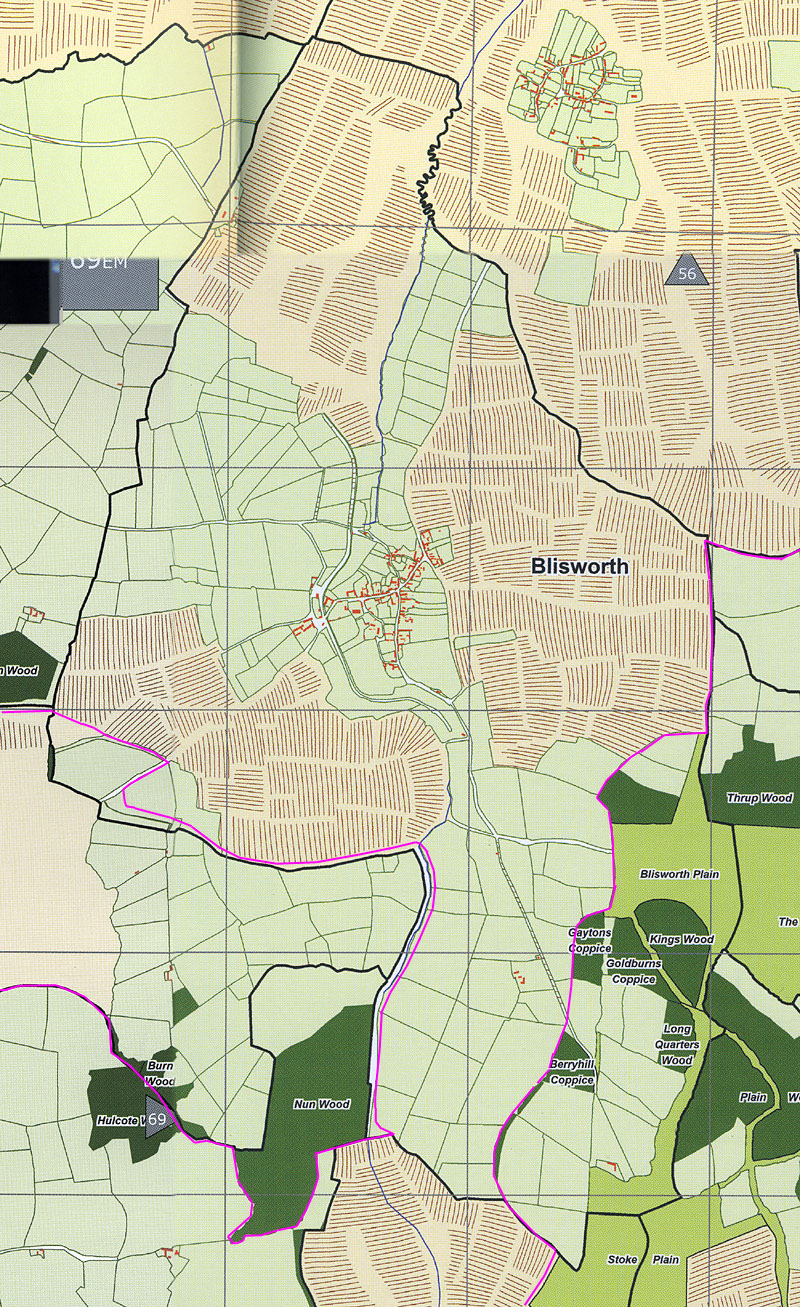 69EM
56
Blisworth
n Wood
Thrup Wood
Blisworth Plain
The
Gaytons
Coppice
Kings Wood
Goldburns
Coppice
Long
Quarters
Wood
Burn
Wood
Berryhill
Coppice
Plain
Wo
Nun Wood
Hulcote W
69
Stoke Plain